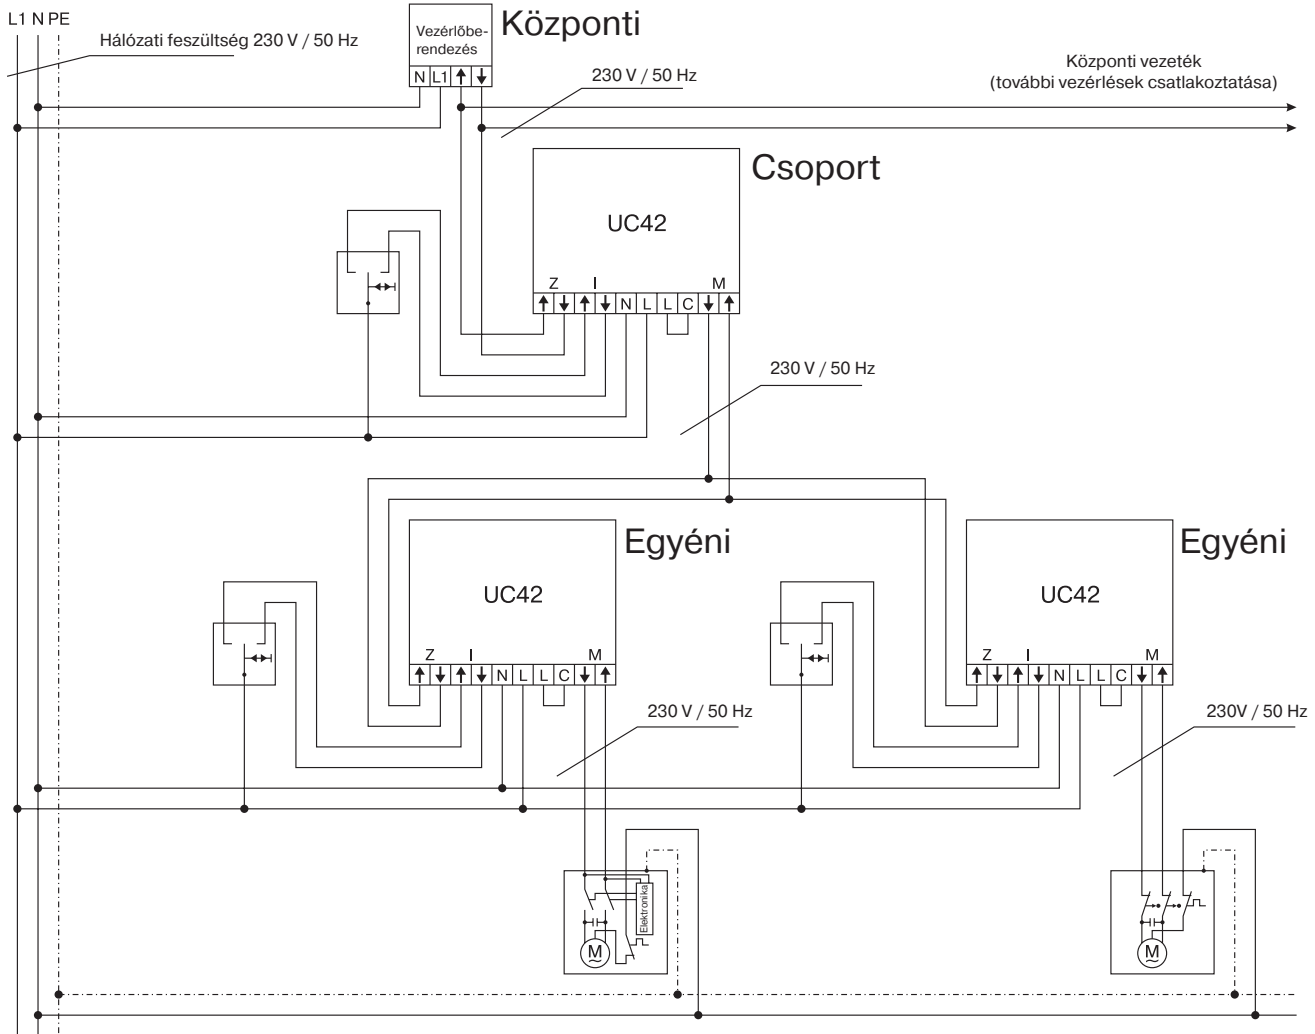 L1 N PE
Hálózati feszültség 230 V / 50 Hz
Vezérlőbe-
rendezés
N L1 ↑ ↓
Központi
230 V / 50 Hz
Központi vezeték
(további vezérlések csatlakoztatása)
Csoport
UC42
Z I M
↑ ↓ ↑ ↓ N L L C ↓ ↑
230 V / 50 Hz
Egyéni
UC42
Z I M
↑ ↓ ↑ ↓ N L L C ↓ ↑
230 V / 50 Hz
Elektronika
M
Egyéni
UC42
Z I M
↑ ↓ ↑ ↓ N L L C ↓ ↑
230V / 50 Hz
M